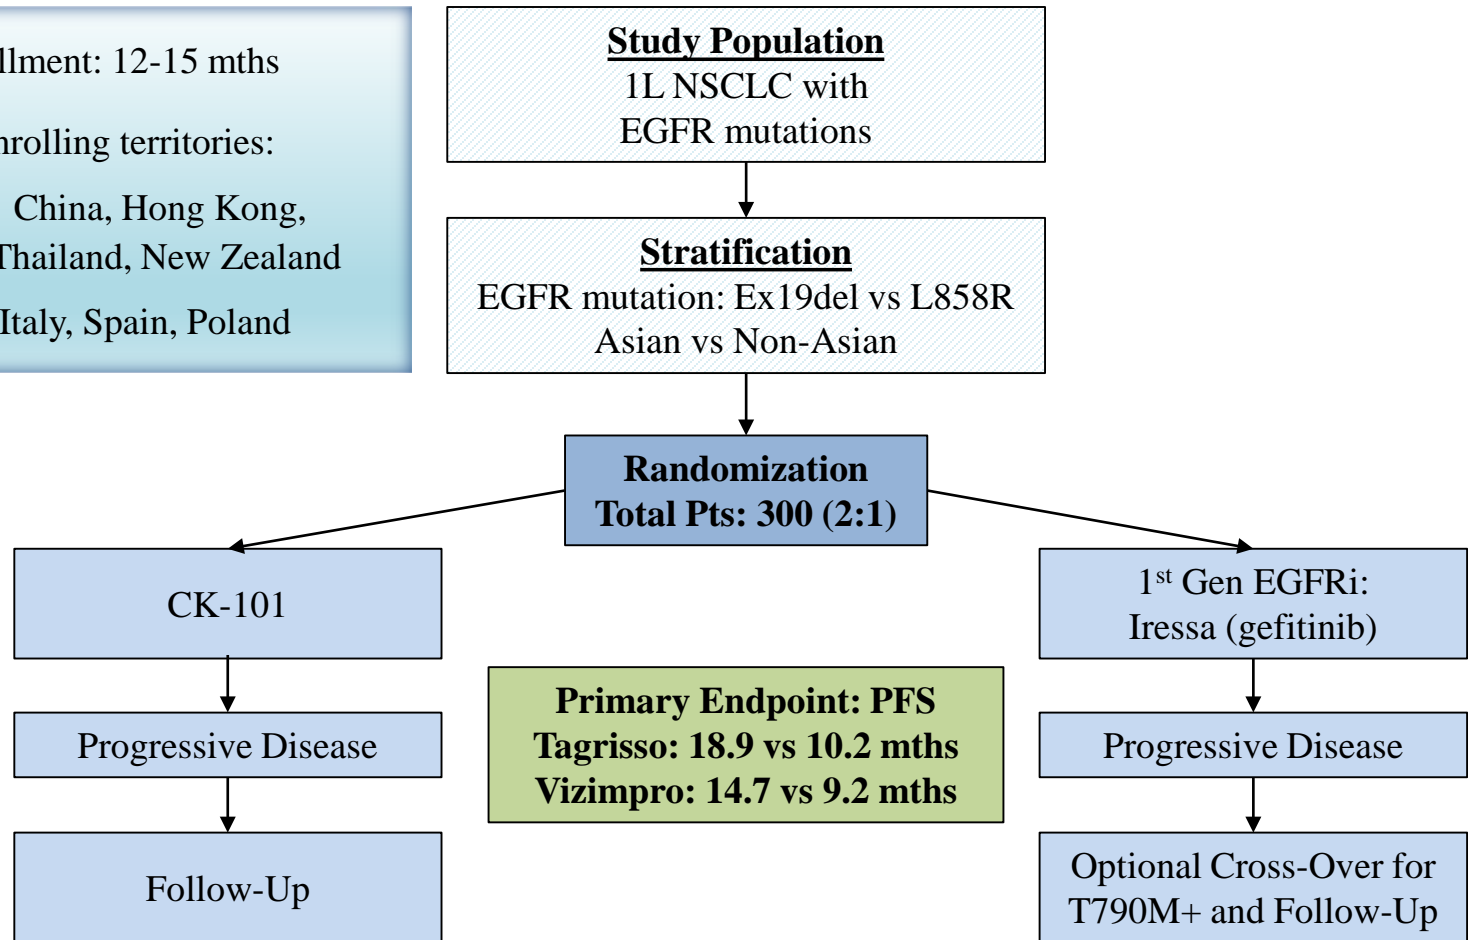 llment: 12-15 mths
nrolling territories:
China, Hong Kong,
Thailand, New Zealand
Italy, Spain, Poland
Study Population
1L NSCLC with
EGFR mutations
Stratification
EGFR mutation: Ex19del vs L858R
Asian vs Non-Asian
Randomization
Total Pts: 300 (2:1)
CK-101
1st Gen EGFRi:
Iressa (gefitinib)
Progressive Disease
Primary Endpoint: PFS
Tagrisso: 18.9 vs 10.2 mths
Vizimpro: 14.7 vs 9.2 mths
Progressive Disease
Follow-Up
Optional Cross-Over for
T790M+ and Follow-Up